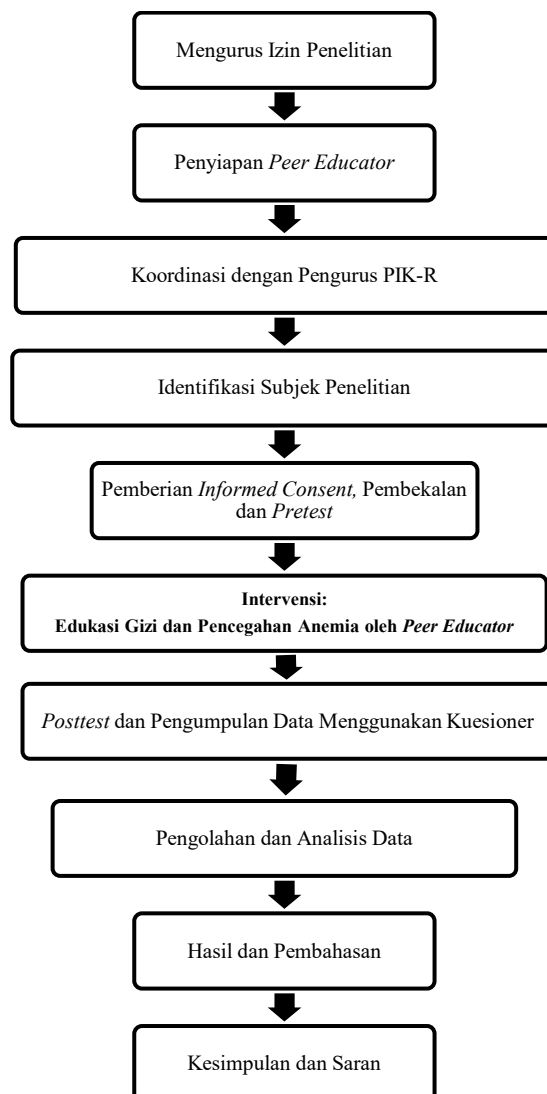 Mengurus Izin Penelitian
Penyiapan Peer Educator
Koordinasi dengan Pengurus PIK-R
Identifikasi Subjek Penelitian
Pemberian Informed Consent, Pembekalan
dan Pretest
Intervensi:
Edukasi Gizi dan Pencegahan Anemia oleh Peer Educator
Posttest dan Pengumpulan Data Menggunakan Kuesioner
Pengolahan dan Analisis Data
Hasil dan Pembahasan
Kesimpulan dan Saran